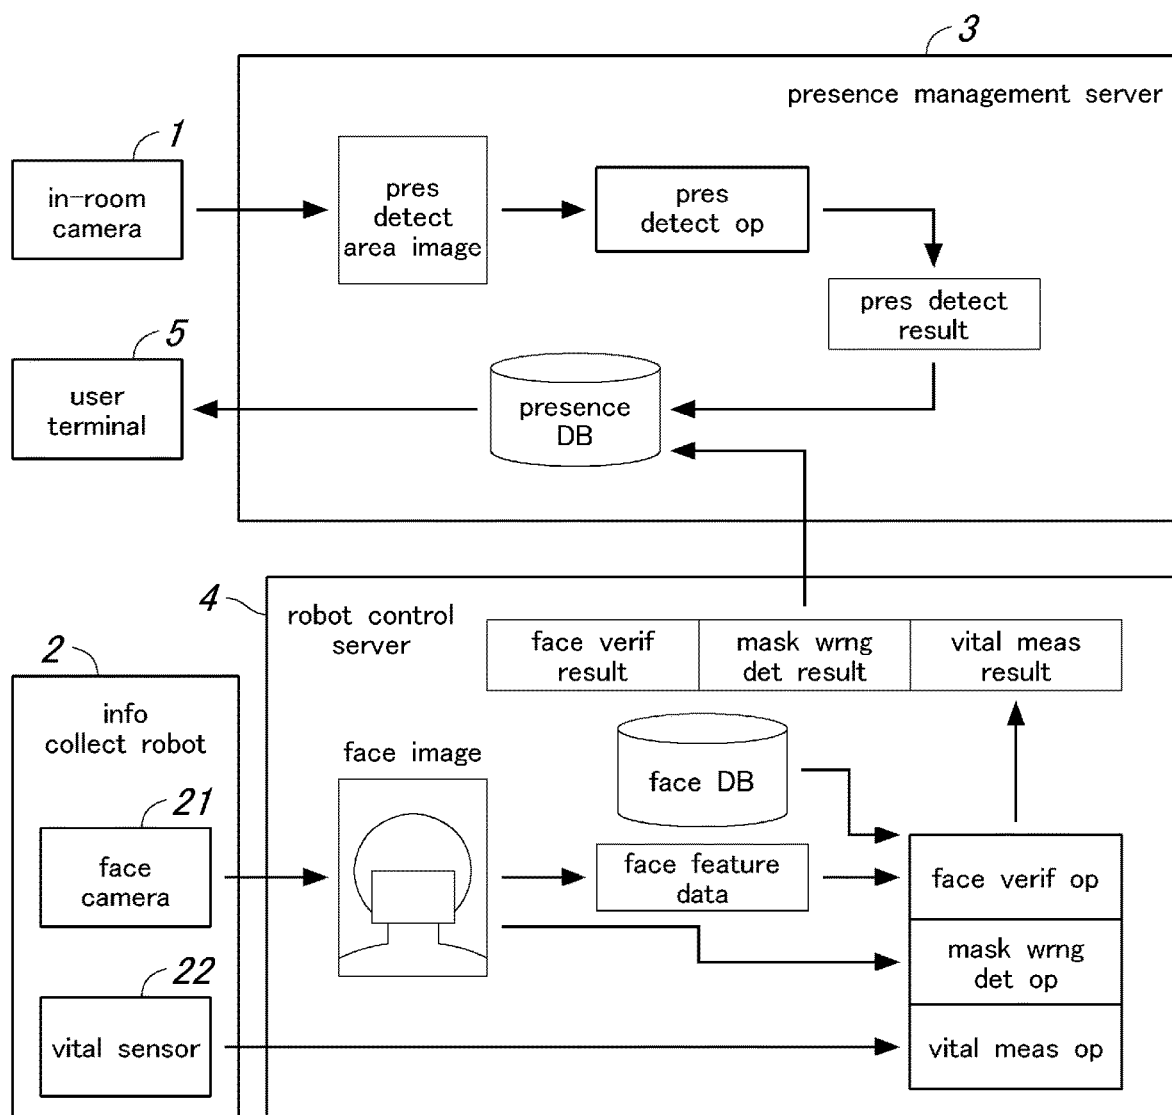 3
presence management server
1
in-room
camera
pres
detect
area image
pres
detect op
pres detect
result
5
user
terminal
presence
DB
4
robot control
server
face verif
result
mask wrng
det result
vital meas
result
2
info
collect robot
face image
face DB
21
face
camera
face feature
data
face verif op
mask wrng
det op
22
vital sensor
vital meas op